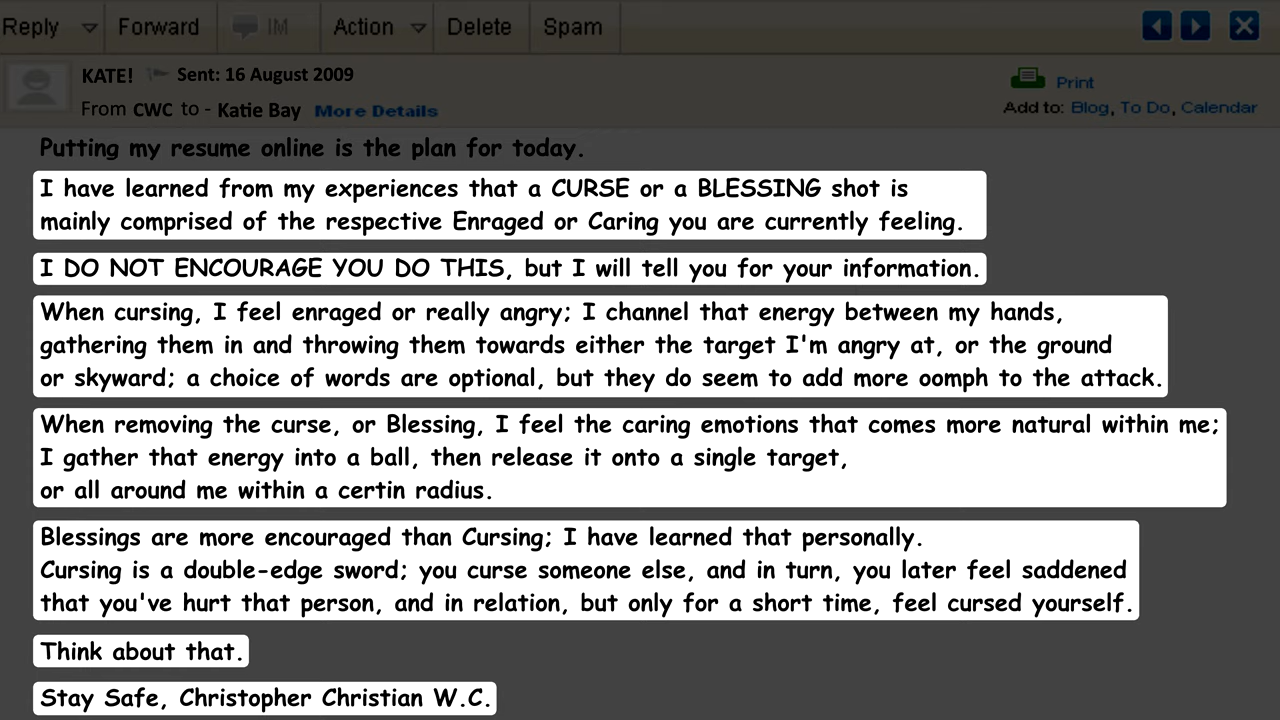 Reply Forward IM Action Delete Spam
KATE! Sent: 16 August 2009
Print
From CWC to - Katie Bay More Details
Add to: Blog, To Do, Calendar
Putting my resume online is the plan for today.
I have learned from my experiences that a CURSE or a BLESSING shot is
mainly comprised of the respective Enraged or Caring you are currently feeling.
I DO NOT ENCOURAGE YOU DO THIS, but I will tell you for your information.
When cursing, I feel enraged or really angry; I channel that energy between my hands,
gathering them in and throwing them towards either the target I'm angry at, or the ground
or skyward; a choice of words are optional, but they do seem to add more oomph to the attack.
When removing the curse, or Blessing, I feel the caring emotions that comes more natural within me;
I gather that energy into a ball, then release it onto a single target,
or all around me within a certin radius.
Blessings are more encouraged than Cursing; I have learned that personally.
Cursing is a double-edge sword; you curse someone else, and in turn, you later feel saddened
that you've hurt that person, and in relation, but only for a short time, feel cursed yourself.
Think about that.
Stay Safe, Christopher Christian W.C.